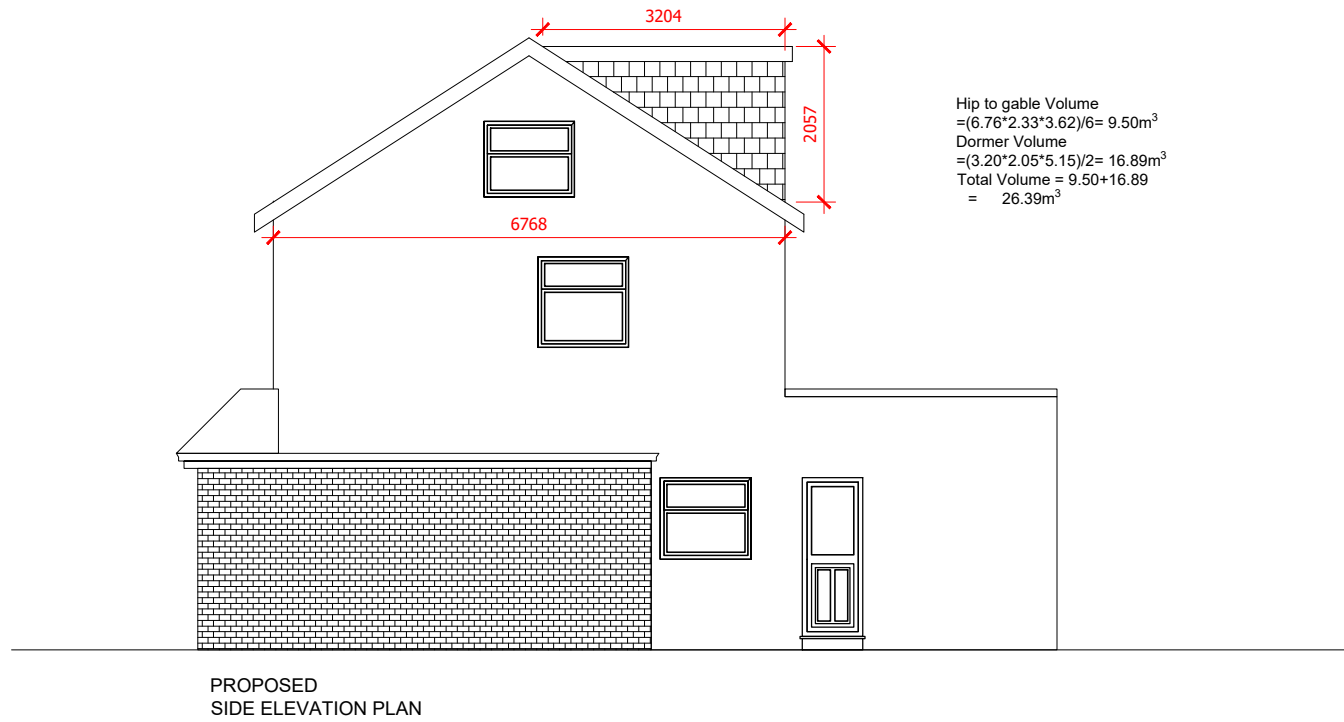 3204
2057
Hip to gable Volume
=(6.76*2.33*3.62)/6= 9.50m³
Dormer Volume
=(3.20*2.05*5.15)/2= 16.89m³
Total Volume = 9.50+16.89
= 26.39m³
6768
PROPOSED
SIDE ELEVATION PLAN